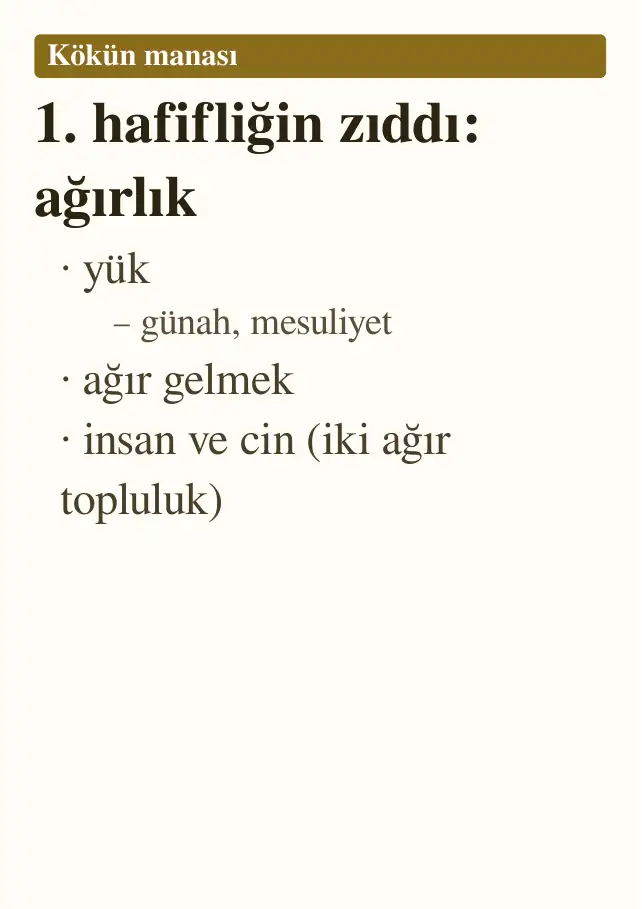 Kökün manası
1. hafifliğin zıddı:
ağırlık
· yük
– günah, mesuliyet
· ağır gelmek
· insan ve cin (iki ağır
topluluk)